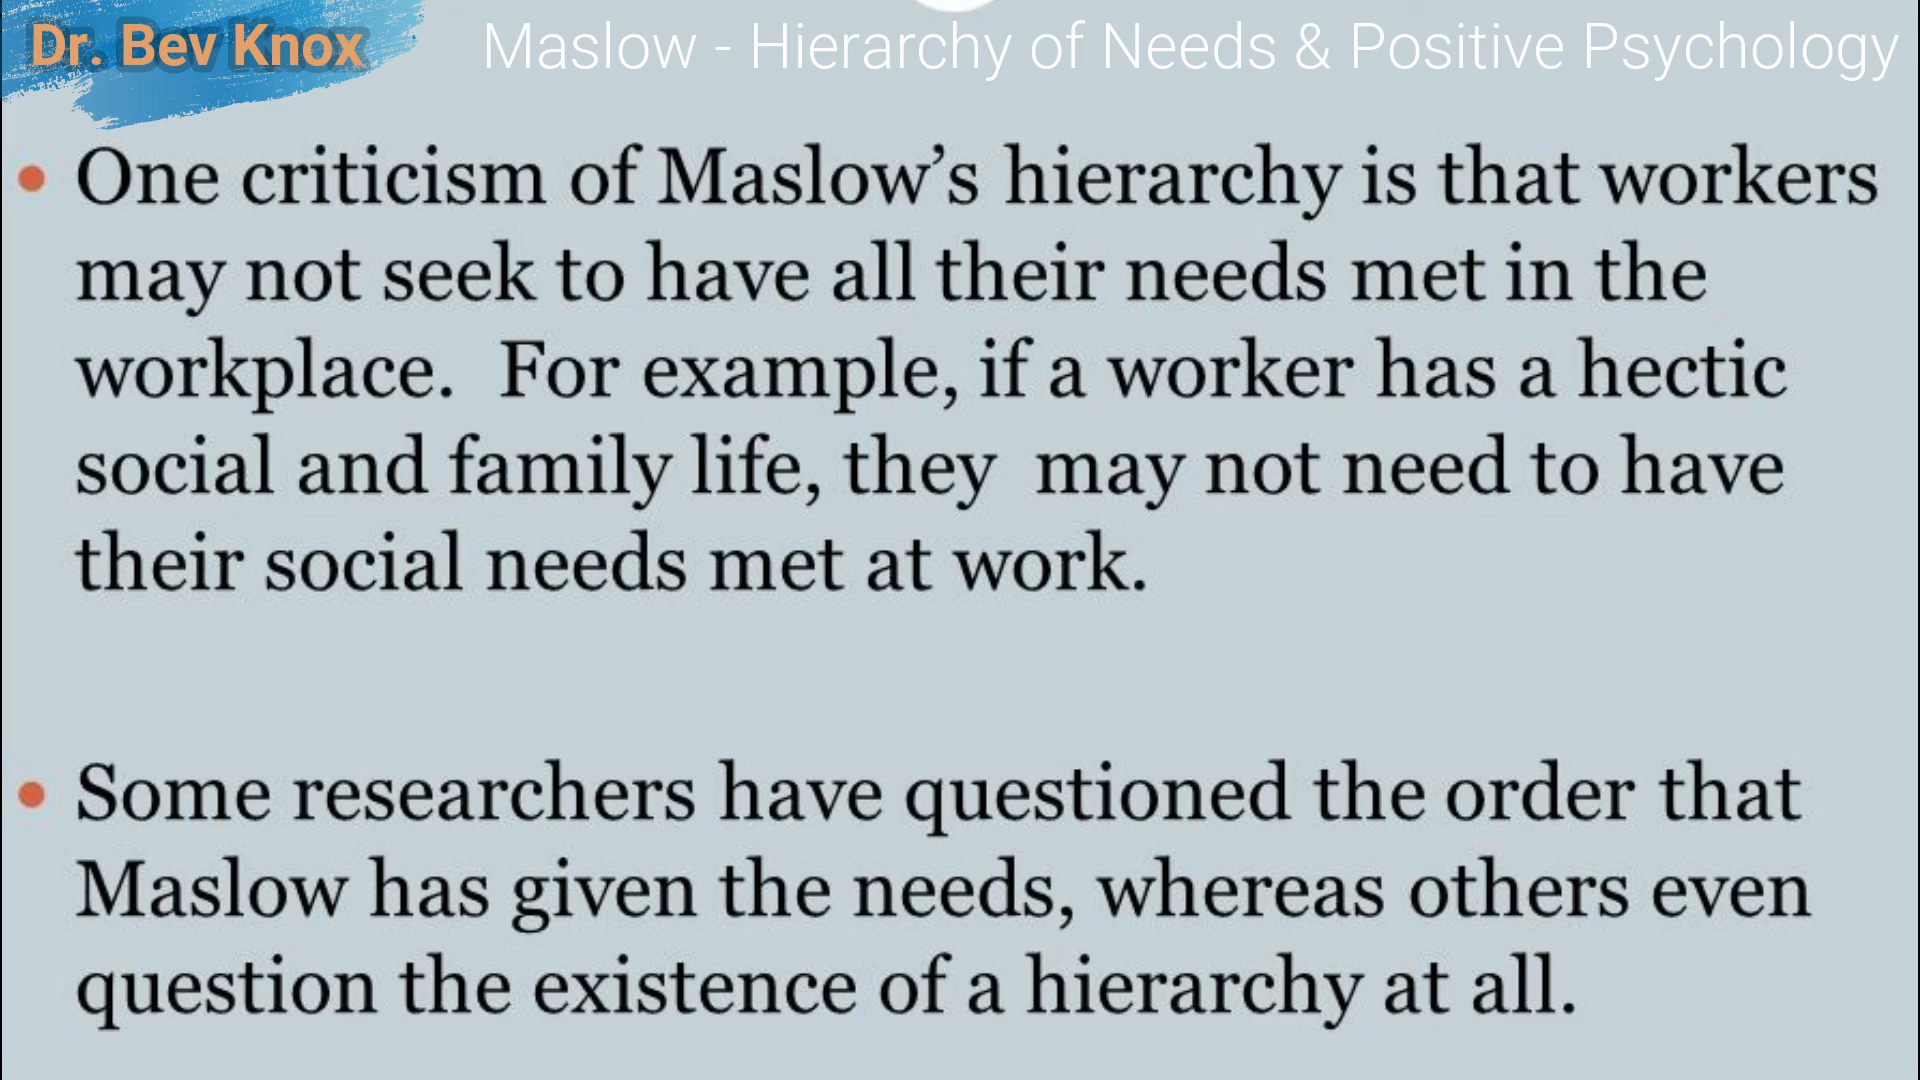 Dr. Bev Knox
Maslow - Hierarchy of Needs & Positive Psychology
• One criticism of Maslow’s hierarchy is that workers
may not seek to have all their needs met in the
workplace.  For example, if a worker has a hectic
social and family life, they  may not need to have
their social needs met at work.
• Some researchers have questioned the order that
Maslow has given the needs, whereas others even
question the existence of a hierarchy at all.